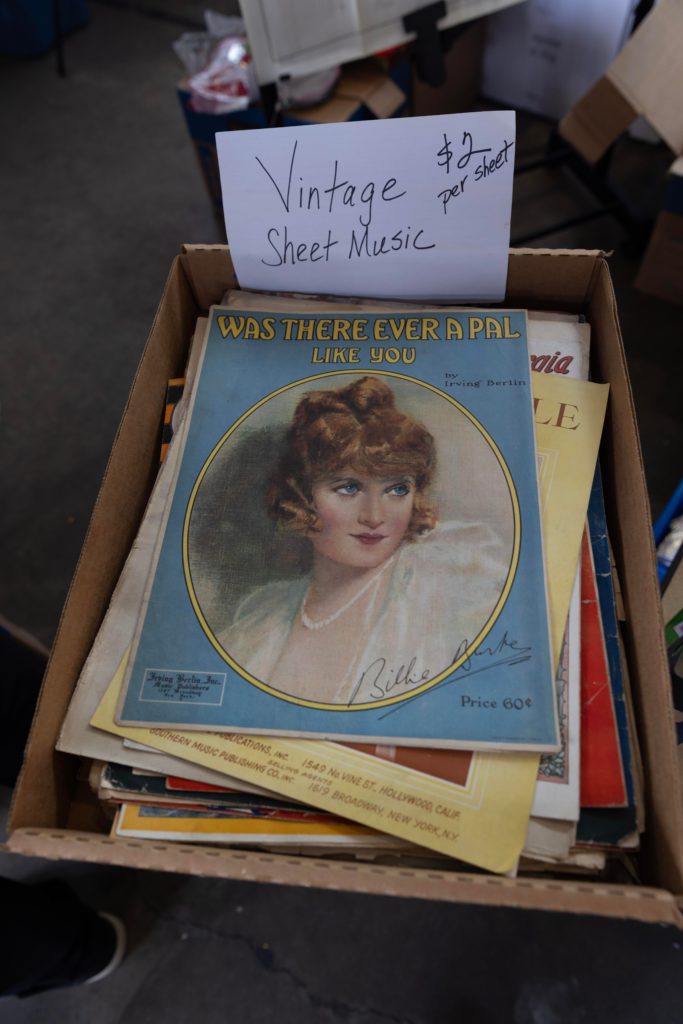 Vintage
Sheet Music
$2
per sheet
WAS THERE EVER A PAL
LIKE YOU
by
Irving Berlin
LE
Billie Burke
Irving Berlin, Inc.
Music Publishers
New York
Price 60¢
PUBLICATIONS, INC. 1549 No. VINE ST., HOLLYWOOD, CALIF.
SOUTHERN MUSIC PUBLISHING CO. INC.
SELLING AGENTS
1619 BROADWAY, NEW YORK, N.Y.